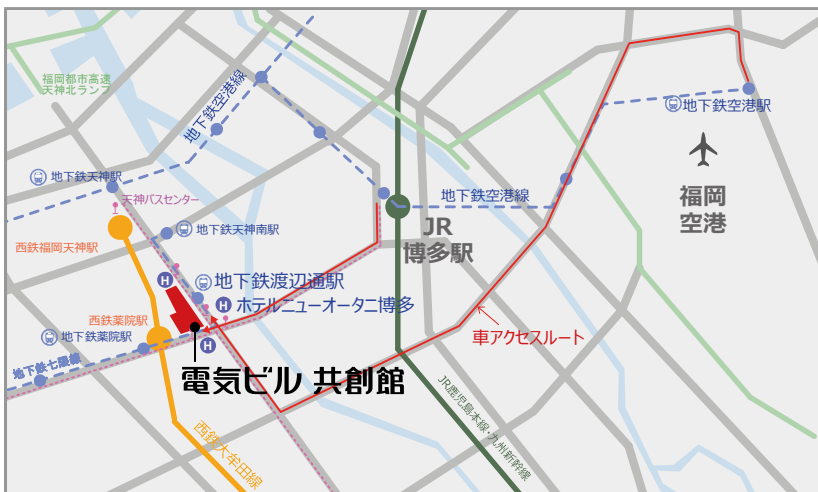 福岡都市高速
天神北ランプ
地下鉄空港線
地下鉄空港駅
地下鉄天神駅
天神バスセンター
地下鉄空港線
福岡
空港
JR
博多駅
地下鉄天神南駅
西鉄福岡天神駅
H
地下鉄渡辺通駅
H
ホテルニューオータニ博多
西鉄薬院駅
地下鉄薬院駅
H
車アクセスルート
地下鉄七隈線
電気ビル 共創館
JR鹿児島本線・九州新幹線
西鉄大牟田線